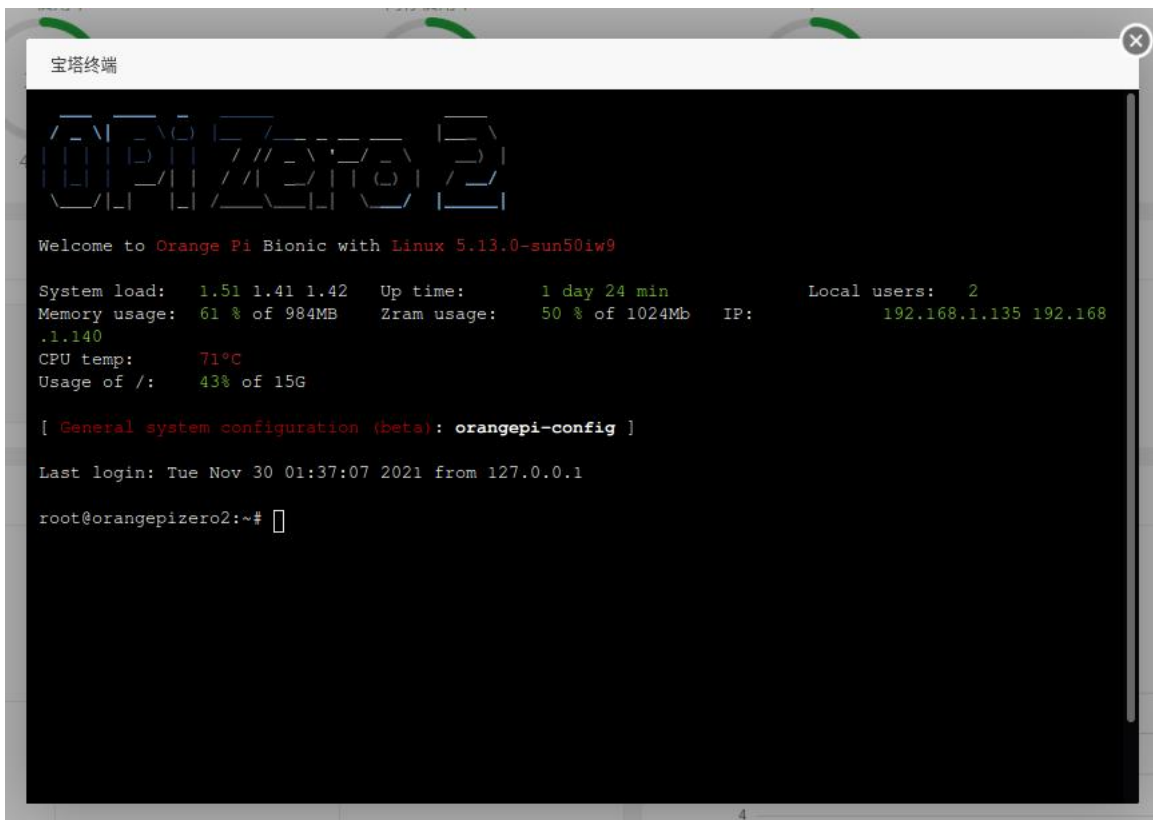 宝塔终端
OPi Zero 2
Welcome to Orange Pi Bionic with Linux 5.13.0-sun50iw9
System load: 1.51 1.41 1.42 Up time: 1 day 24 min Local users: 2
Memory usage: 61 % of 984MB Zram usage: 50 % of 1024Mb IP: 192.168.1.135 192.168
.1.140
CPU temp: 71°C
Usage of /: 43% of 15G
[ General system configuration (beta): orangepi-config ]
Last login: Tue Nov 30 01:37:07 2021 from 127.0.0.1
root@orangepizero2:~#
4